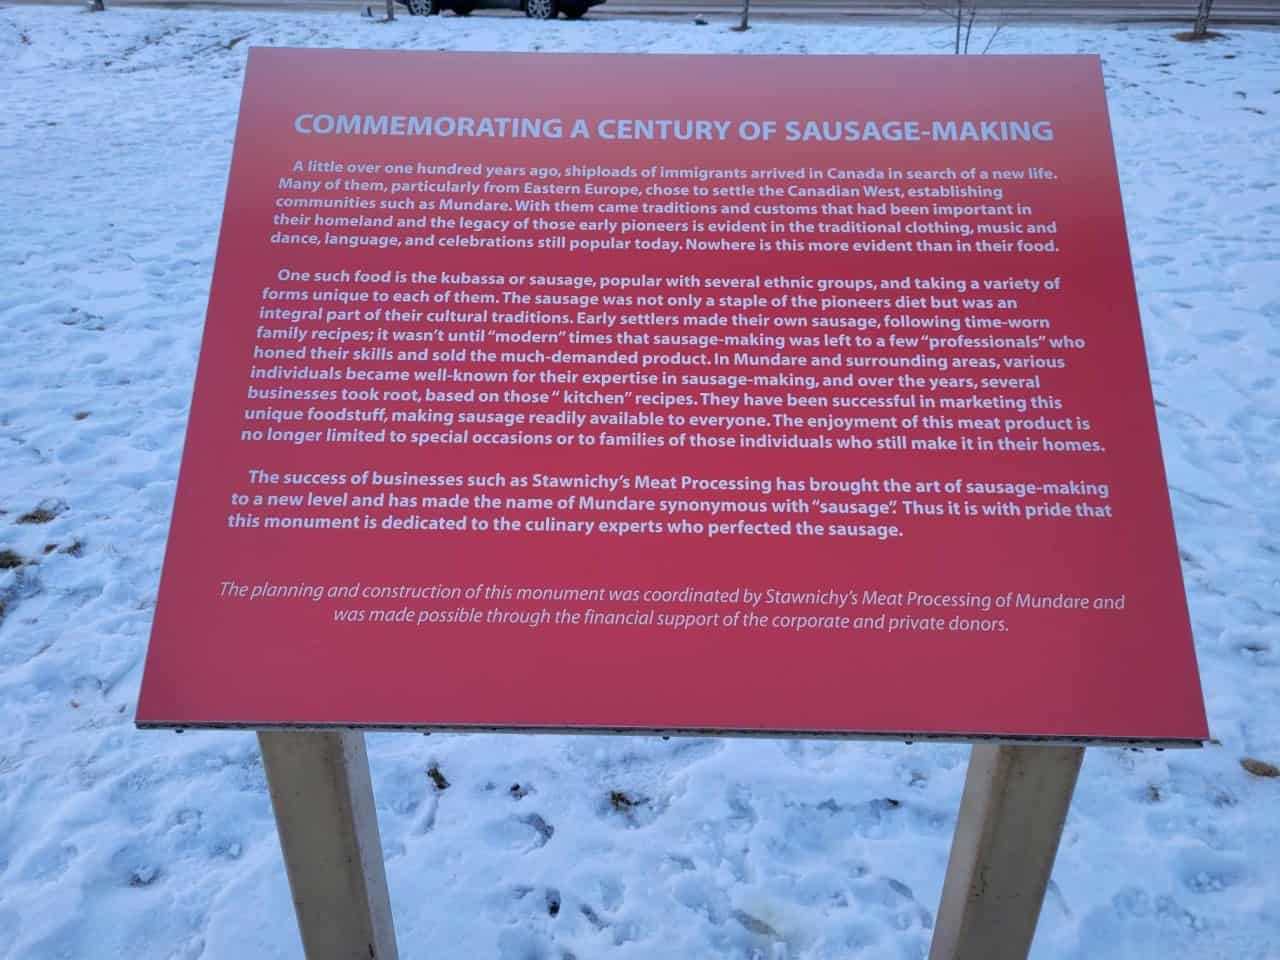 COMMEMORATING A CENTURY OF SAUSAGE-MAKING
A little over one hundred years ago, shiploads of immigrants arrived in Canada in search of a new life.
Many of them, particularly from Eastern Europe, chose to settle the Canadian West, establishing
communities such as Mundare. With them came traditions and customs that had been important in
their homeland and the legacy of those early pioneers is evident in the traditional clothing, music and
dance, language, and celebrations still popular today. Nowhere is this more evident than in their food.
One such food is the kubassa or sausage, popular with several ethnic groups, and taking a variety of
forms unique to each of them. The sausage was not only a staple of the pioneers diet but was an
integral part of their cultural traditions. Early settlers made their own sausage, following time-worn
family recipes; it wasn't until "modern" times that sausage-making was left to a few "professionals" who
honed their skills and sold the much-demanded product. In Mundare and surrounding areas, various
individuals became well-known for their expertise in sausage-making, and over the years, several
businesses took root, based on those " kitchen" recipes. They have been successful in marketing this
unique foodstuff, making sausage readily available to everyone. The enjoyment of this meat product is
no longer limited to special occasions or to families of those individuals who still make it in their homes.
The success of businesses such as Stawnichy's Meat Processing has brought the art of sausage-making
to a new level and has made the name of Mundare synonymous with "sausage". Thus it is with pride that
this monument is dedicated to the culinary experts who perfected the sausage.
The planning and construction of this monument was coordinated by Stawnichy's Meat Processing of Mundare and
was made possible through the financial support of the corporate and private donors.